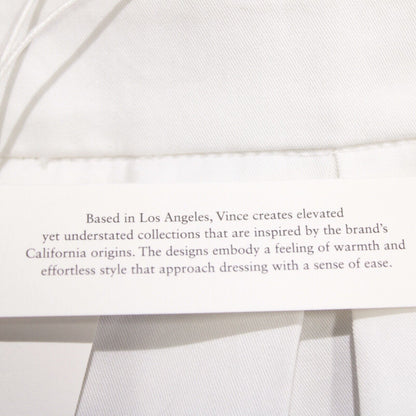 Based in Los Angeles, Vince creates elevated
yet understated collections that are inspired by the brand's
California origins. The designs embody a feeling of warmth and
effortless style that approach dressing with a sense of ease.